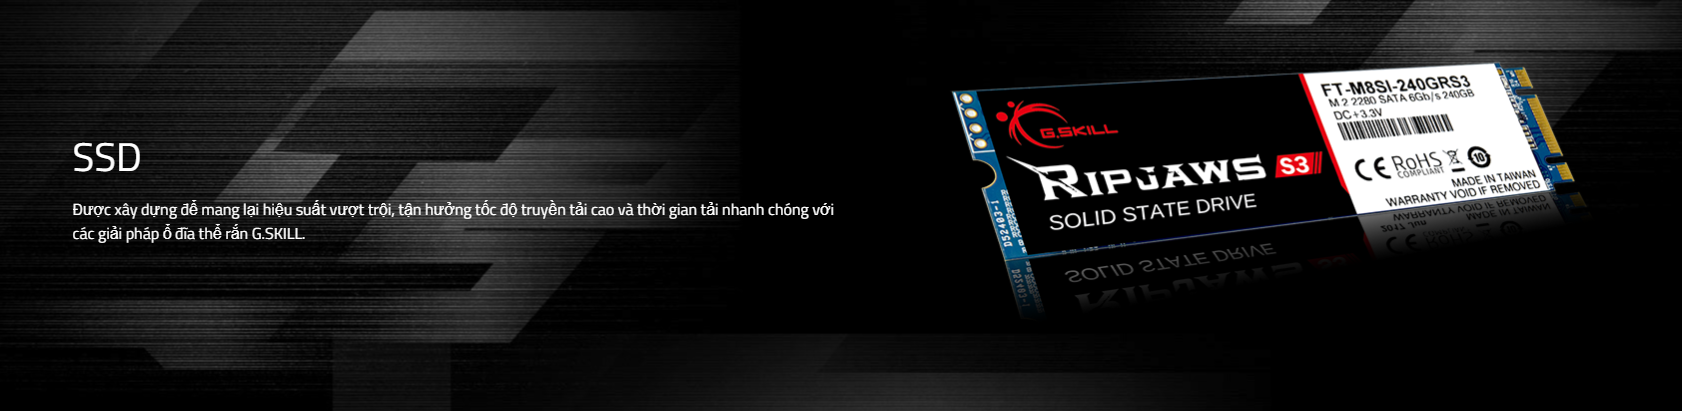 SSD
Được xây dựng để mang lại hiệu suất vượt trội, tận hưởng tốc độ truyền tải cao và thời gian tải nhanh chóng với
các giải pháp ổ đĩa thể rắn G.SKILL.
G.SKILL
RIPJAWS S3
SOLID STATE DRIVE
D52403-1
FT-M8SI-240GRS3
M.2 2280 SATA 6Gb/s 240GB
DC+3.3V
CE RoHS
COMPLIANT
10
MADE IN TAIWAN
WARRANTY VOID IF REMOVED